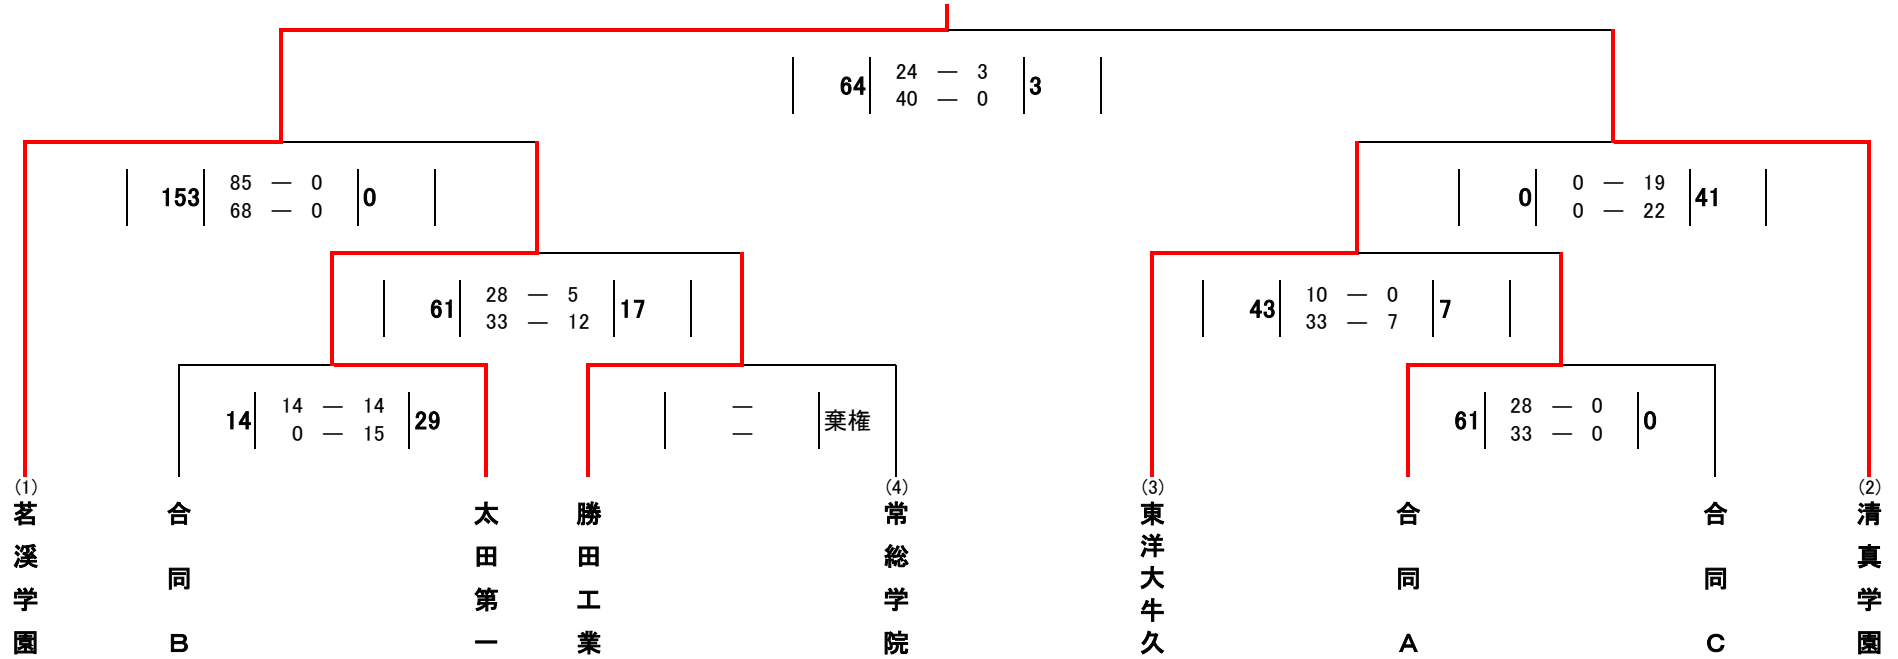 24 — 3
64 3
40 — 0
85 — 0
153 0
68 — 0
0 — 19
0 41
0 — 22
28 — 5
61 17
33 — 12
10 — 0
43 7
33 — 7
14 — 14
14 29
0 — 15
—
棄権
—
28 — 0
61 0
33 — 0
(1)
茗溪学園
合同B
太田第一
勝田工業
(4)
常総学院
(3)
東洋大牛久
合同A
合同C
(2)
清真学園